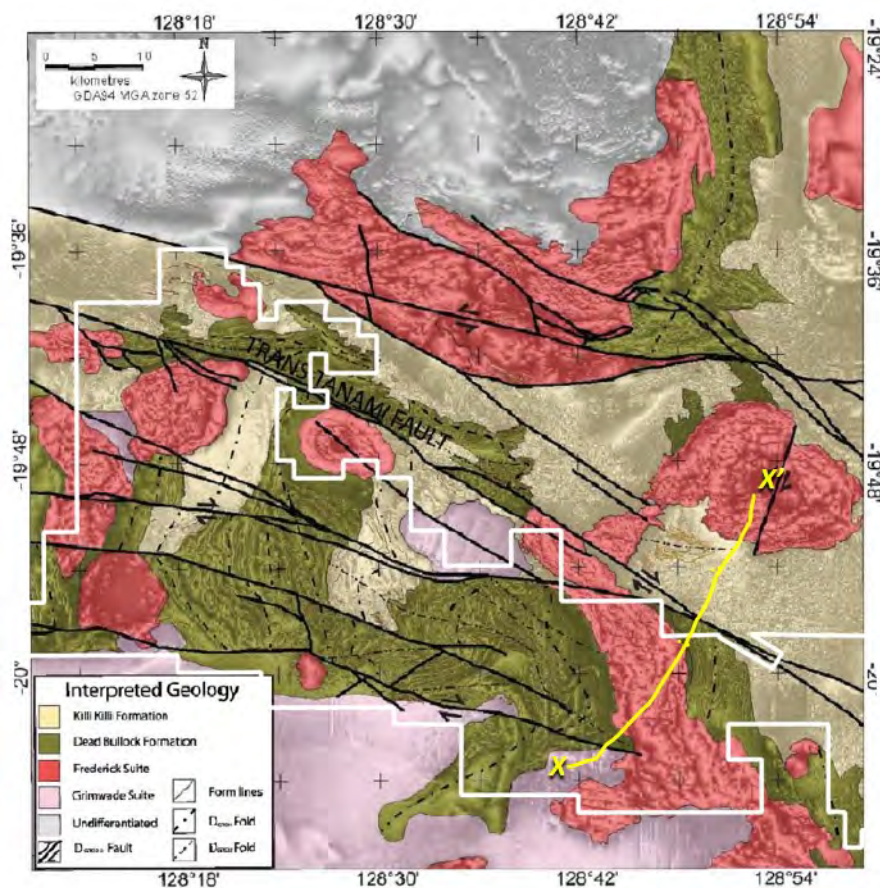 128°18' 128°30' 128°42' 128°54'
-19°24'
N
0 5 10
kilometres
GDA94 MGA zone 52
-19°36' -19°36'
TRANS TANAMI FAULT
-19°48' X' -19°48'
-20° -20°
X
Interpreted Geology
Killi Killi Formation
Dead Bullock Formation
Frederick Suite
Grimwade Suite Form lines
Undifferentiated Fold
Fault Fold
128°18' 128°30' 128°42' 128°54'